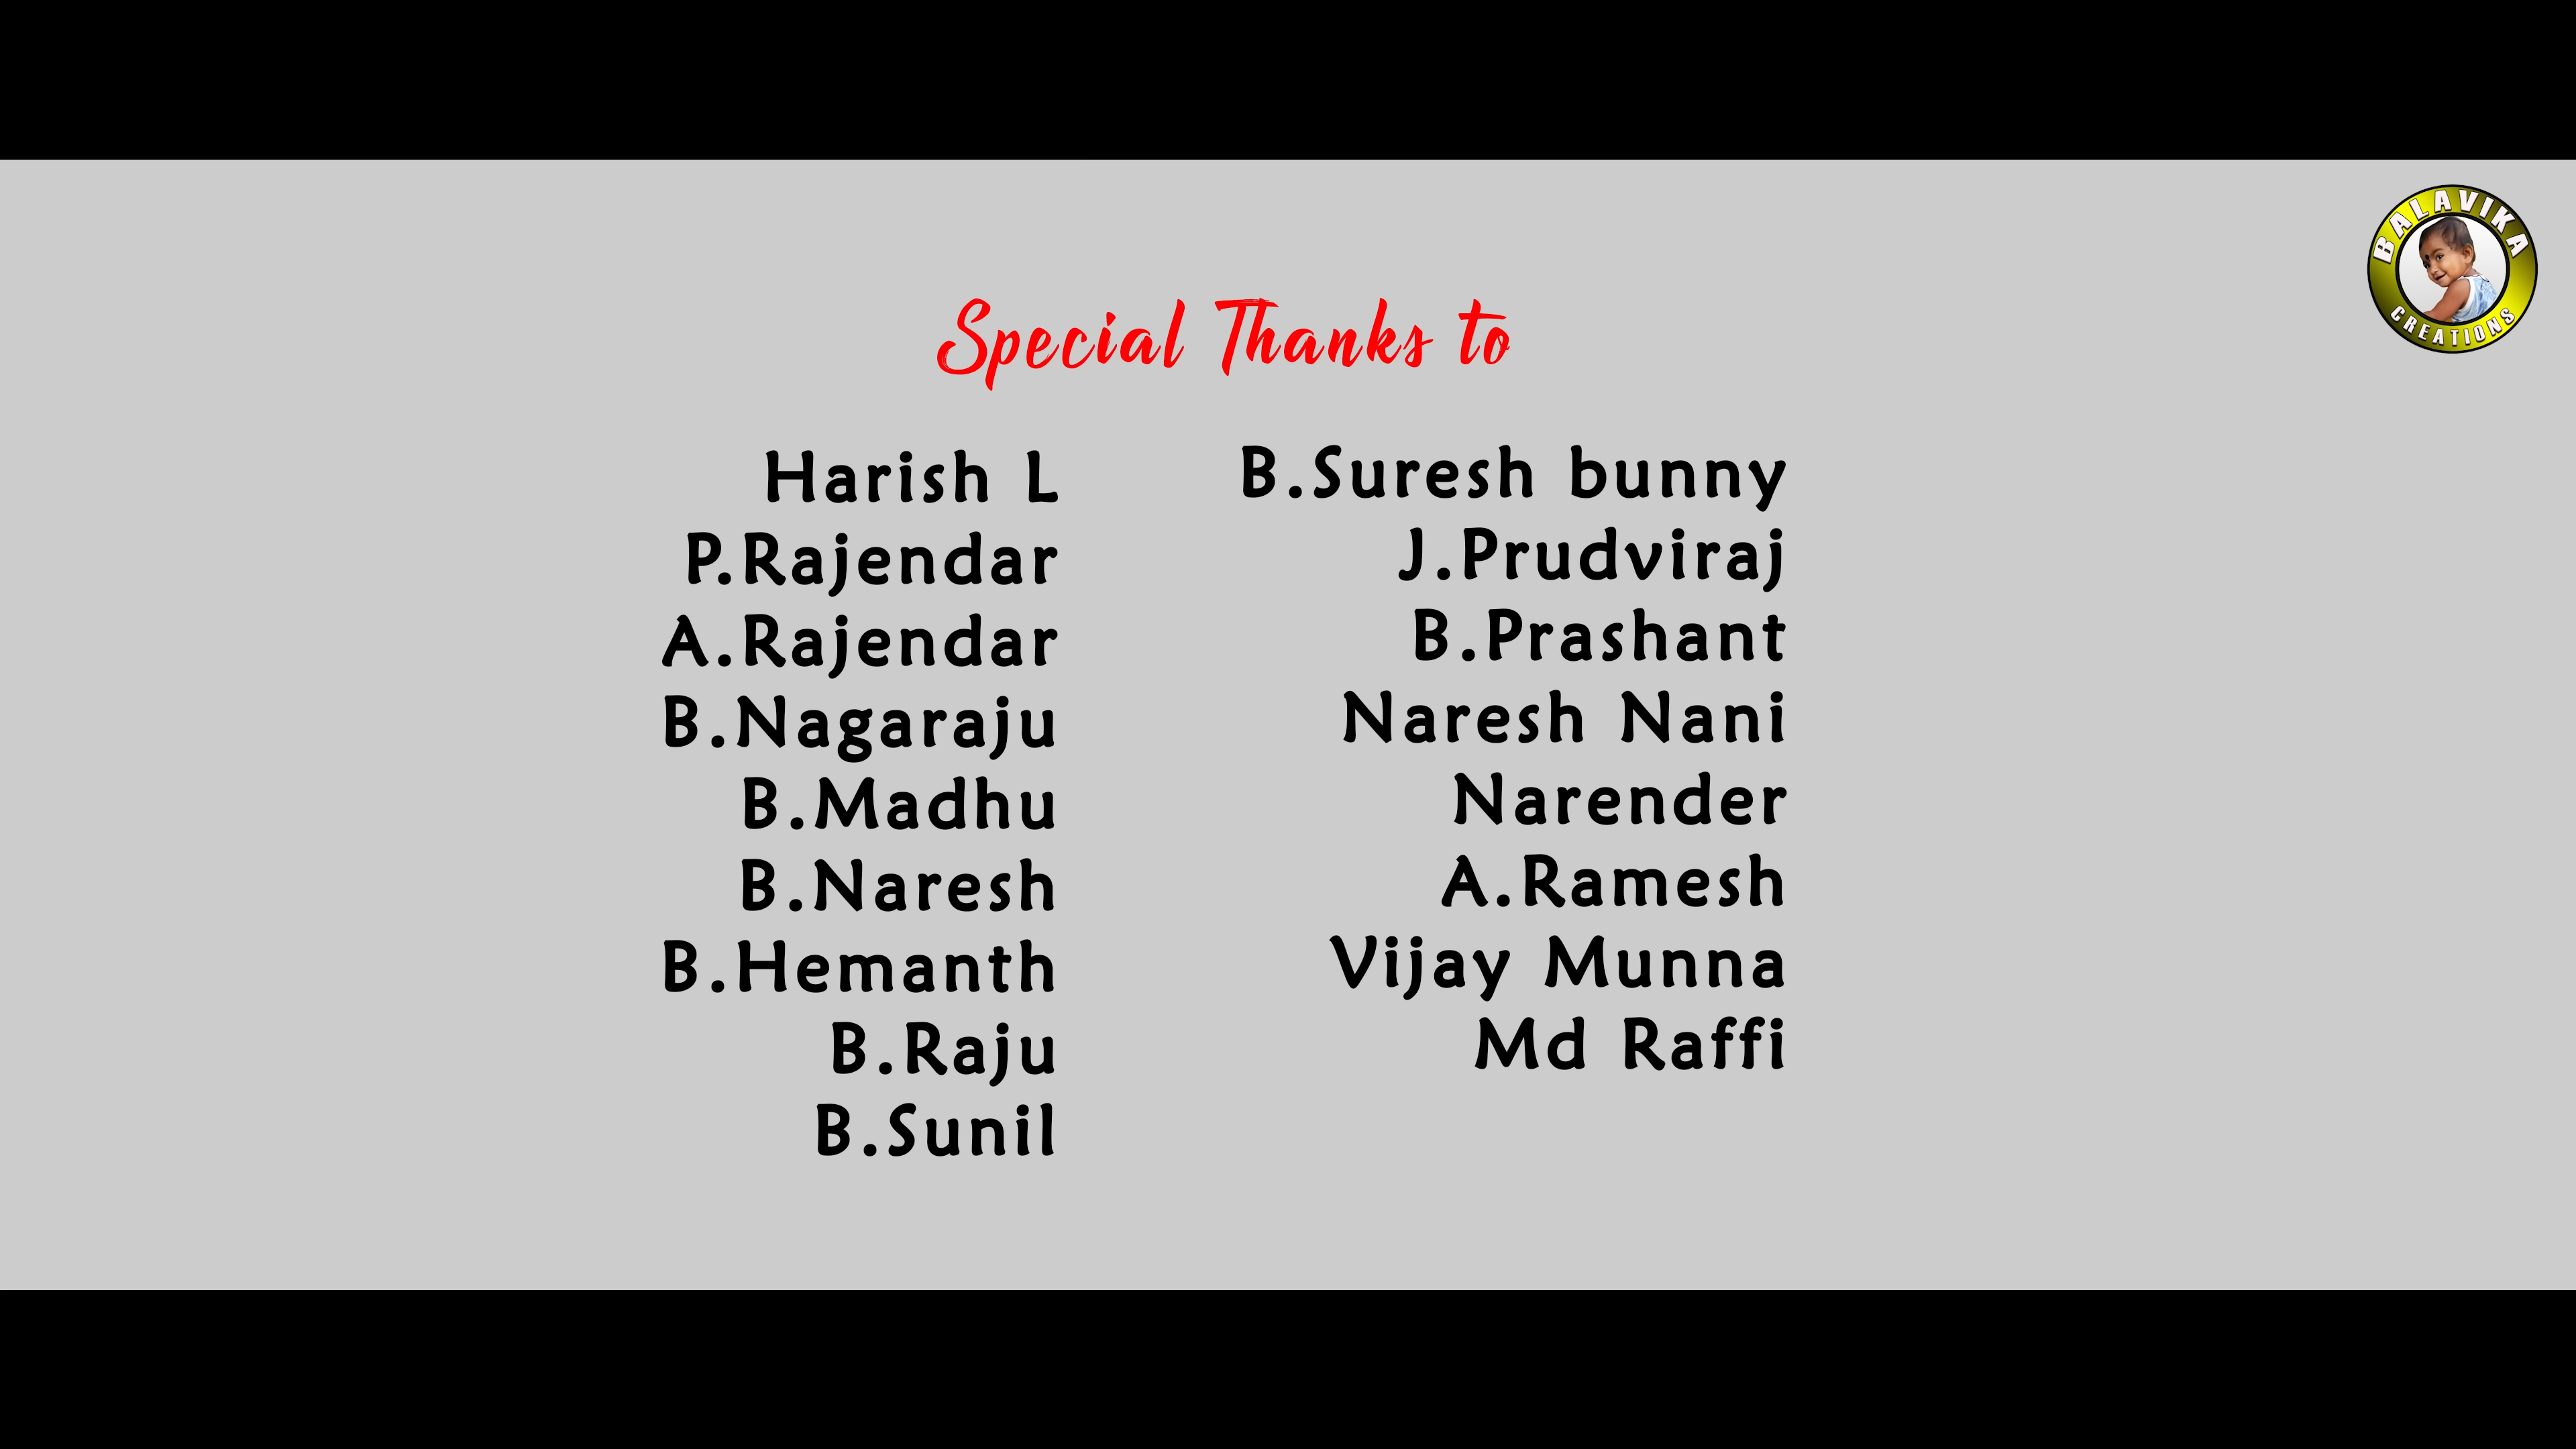 BALAVIKA
CREATIONS
Special Thanks to
Harish L
P.Rajendar
A.Rajendar
B.Nagaraju
B.Madhu
B.Naresh
B.Hemanth
B.Raju
B.Sunil
B.Suresh bunny
J.Prudviraj
B.Prashant
Naresh Nani
Narender
A.Ramesh
Vijay Munna
Md Raffi